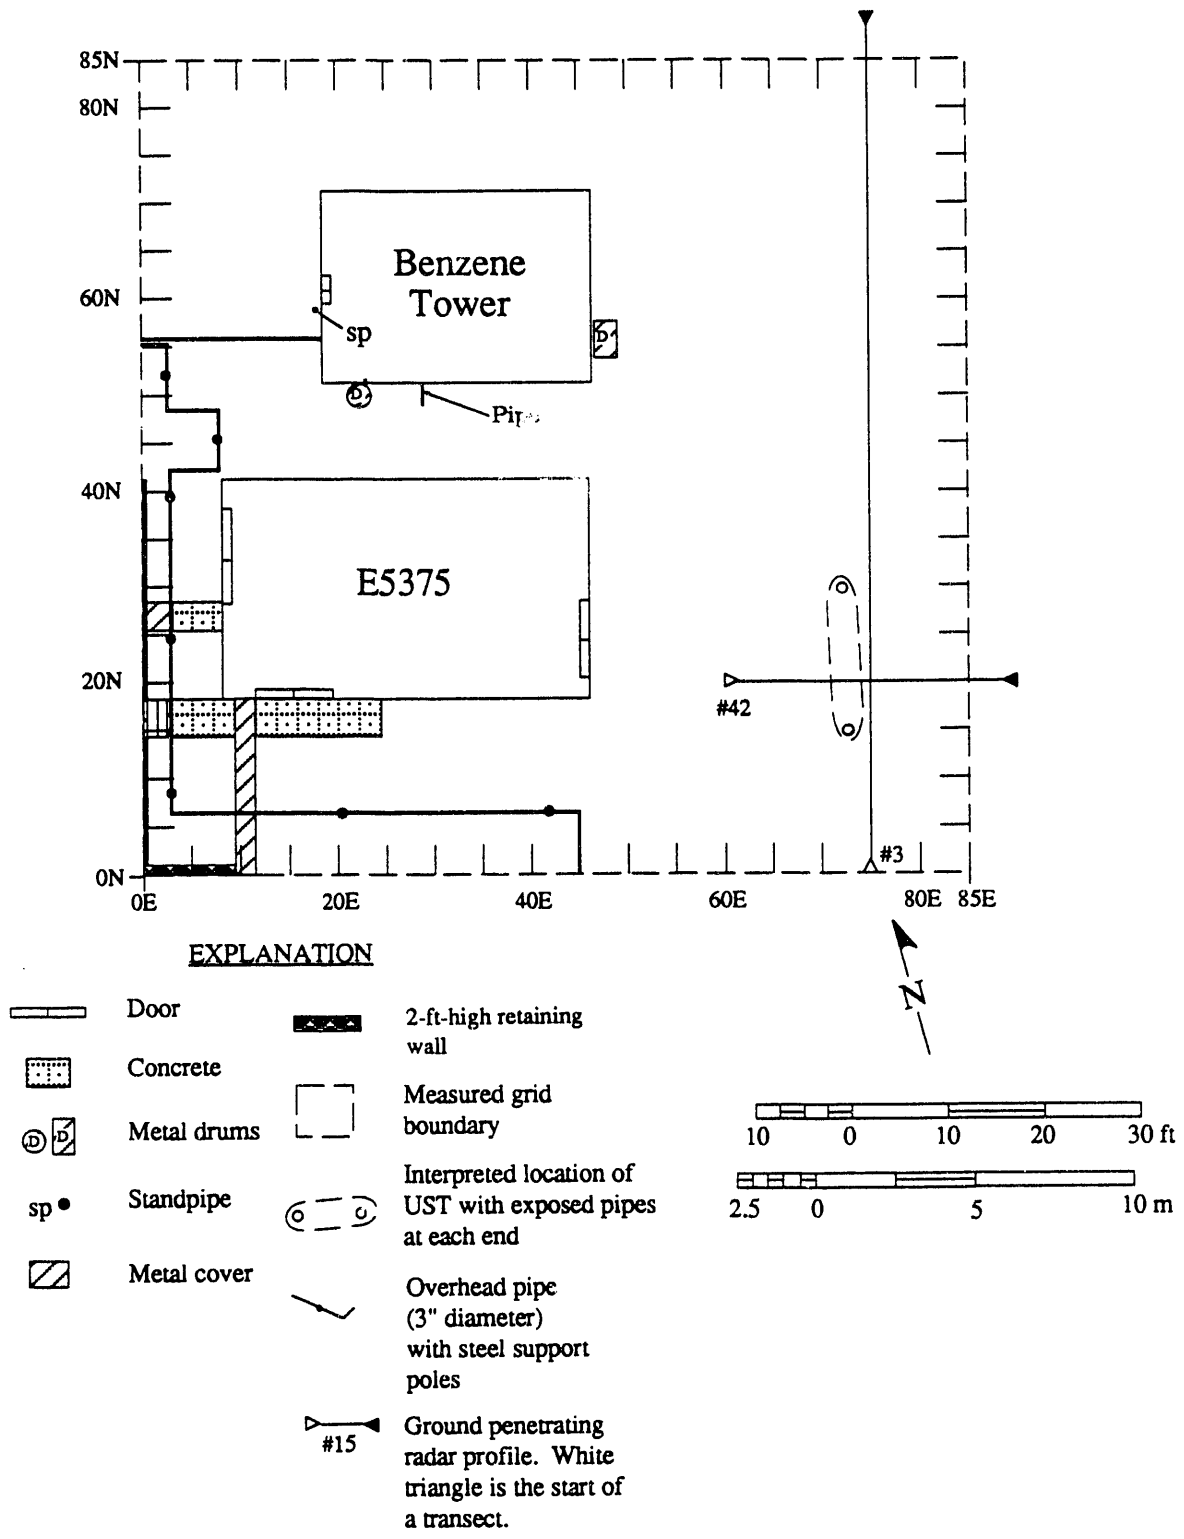 85N
80N
60N
40N
20N
0N
0E
20E
40E
60E
80E
85E
Benzene
Tower
sp
D
D
E5375
#42
#3
N
EXPLANATION
Door
Concrete
D
D
Metal drums
sp
Standpipe
Metal cover
2-ft-high retaining
wall
Measured grid
boundary
Interpreted location of
UST with exposed pipes
at each end
Overhead pipe
(3" diameter)
with steel support
poles
#15
Ground penetrating
radar profile. White
triangle is the start of
a transect.
10 0 10 20 30 ft
2.5 0 5 10 m